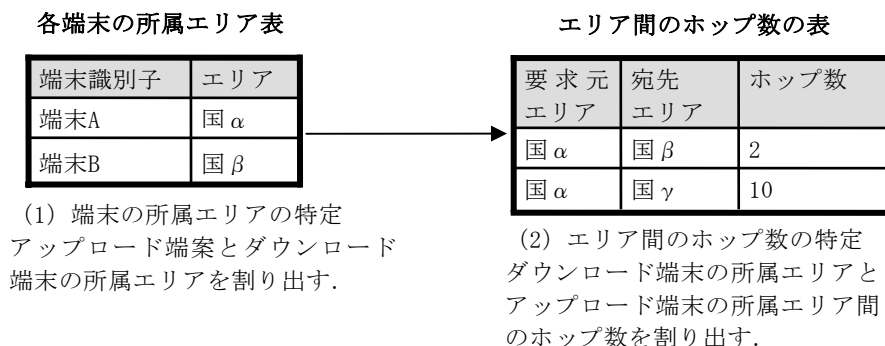 各端末の所属エリア表
端末識別子 エリア
端末A 国α
端末B 国β
(1) 端末の所属エリアの特定
アップロード端案とダウンロード
端末の所属エリアを割り出す.
エリア間のホップ数の表
要求元 宛先 ホップ数
エリア エリア
国α 国β 2
国α 国γ 10
(2) エリア間のホップ数の特定
ダウンロード端末の所属エリアと
アップロード端末の所属エリア間
のホップ数を割り出す.